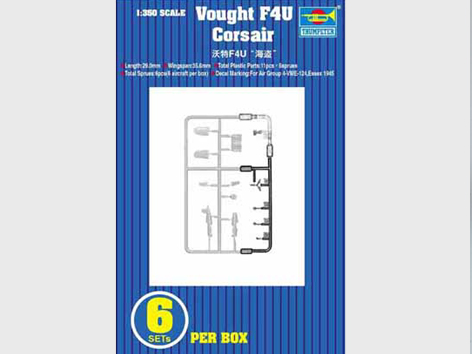 1:350 SCALE
Vought F4U
Corsair
沃特F4U "海盗"
TRUMPETER
Length:29.0mm Wingspan:35.6mm Total Plastic Parts:11pcs
Total Sprues:6pcs(6 aircraft per box) Decal Marking:For Air Group 4-VMF-124,Essex 1945
6
SETs
PER BOX